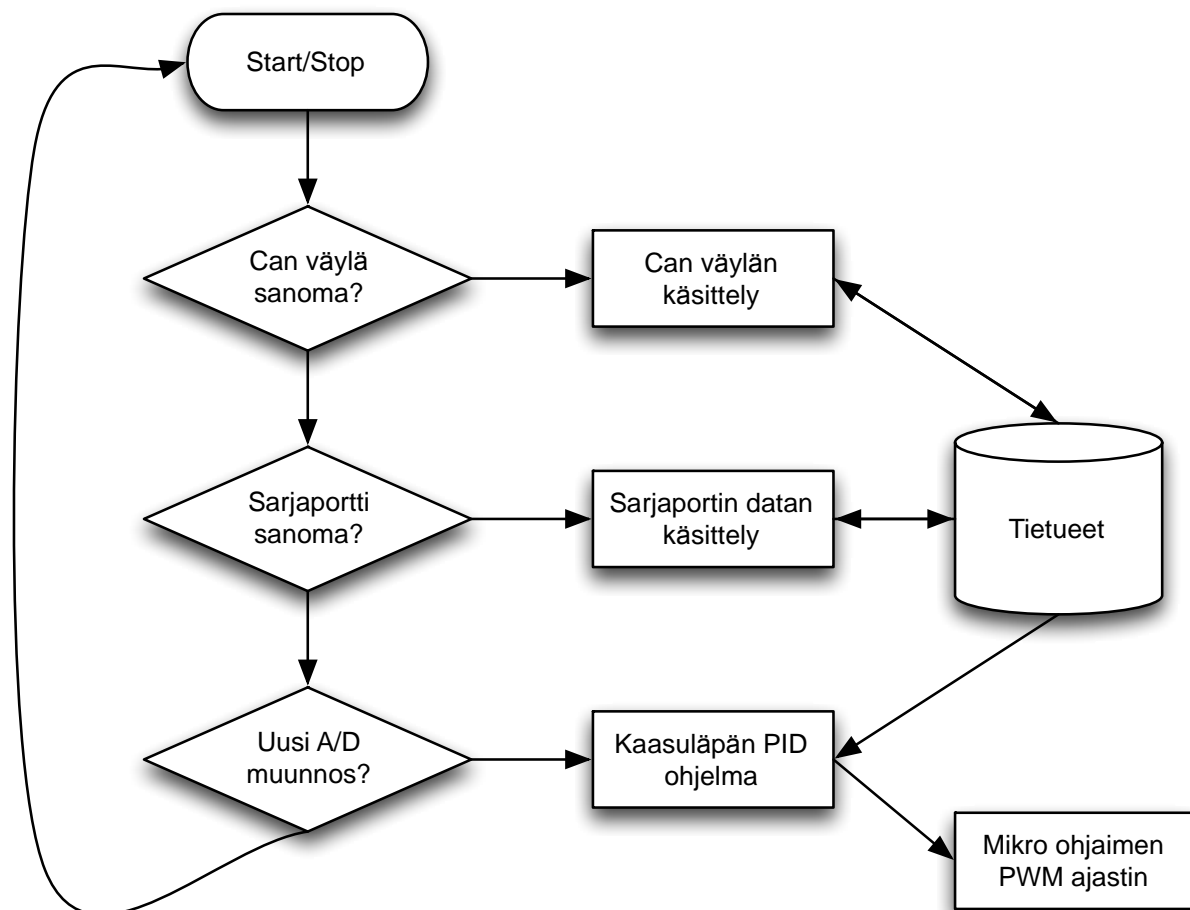 Start/Stop
Can väylä
sanoma?
Can väylän
käsittely
Sarjaportti
sanoma?
Sarjaportin datan
käsittely
Tietueet
Uusi A/D
muunnos?
Kaasuläpän PID
ohjelma
Mikro ohjaimen
PWM ajastin